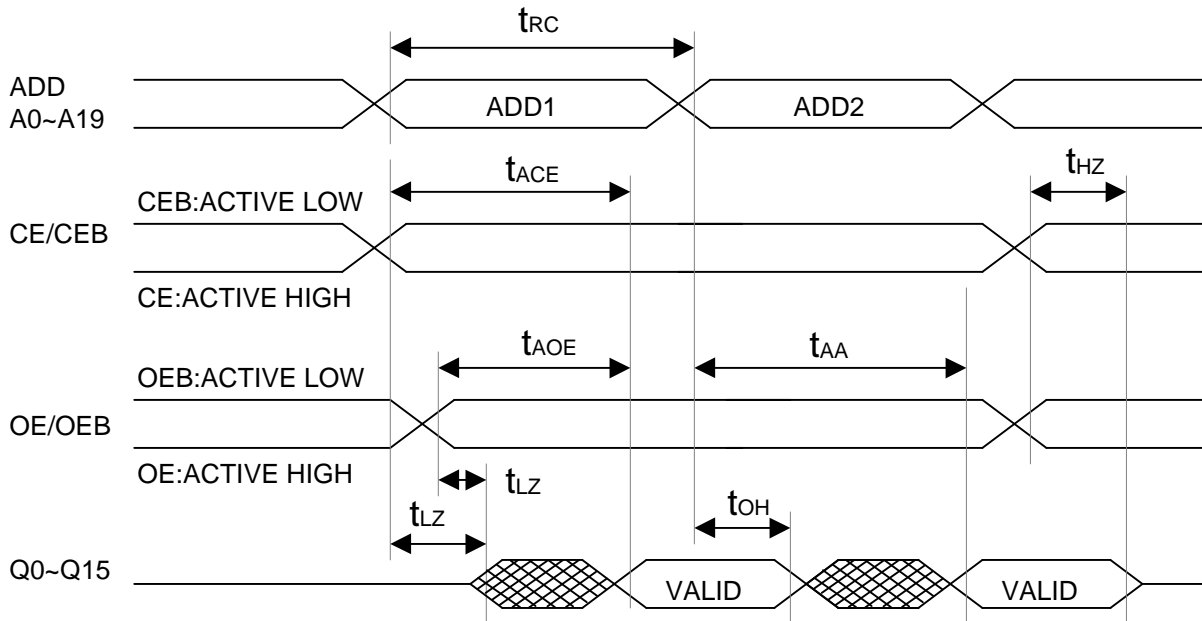 tRC
ADD
A0~A19
ADD1
ADD2
tACE
tHZ
CEB:ACTIVE LOW
CE/CEB
CE:ACTIVE HIGH
tAOE
tAA
OEB:ACTIVE LOW
OE/OEB
OE:ACTIVE HIGH
tLZ
tLZ
tOH
Q0~Q15
VALID
VALID